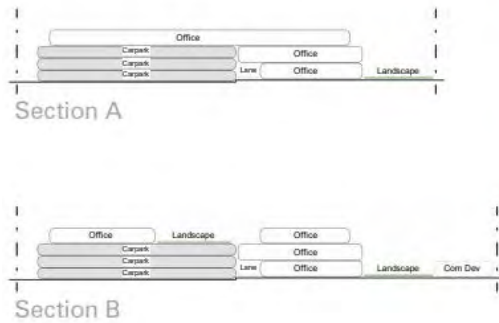 Office
Carpark
Office
Carpark
Lane
Office
Landscape
Carpark
Section A
Office
Landscape
Office
Carpark
Office
Carpark
Lane
Office
Landscape
Com Dev
Carpark
Section B